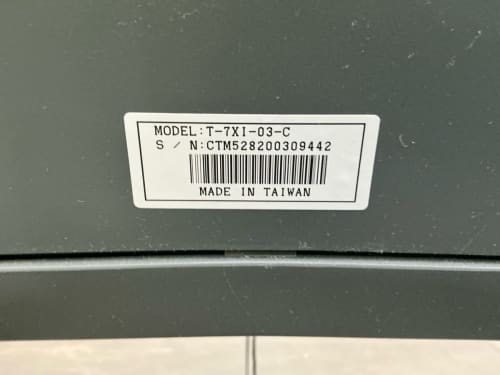 MODEL:T-7XI-03-C
S / N:CTM528200309442
MADE IN TAIWAN